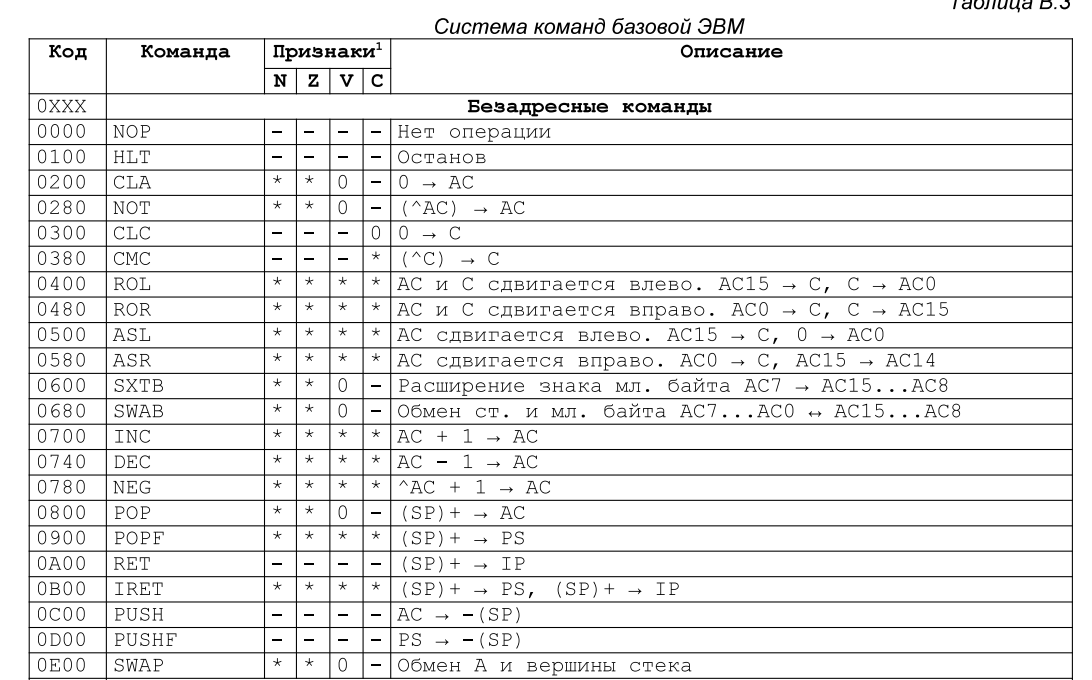 Таблица В.3
Система команд базовой ЭВМ
Код Команда Признаки¹ Описание
N Z V C
0XXX Безадресные команды
0000 NOP – – – – Нет операции
0100 HLT – – – – Останов
0200 CLA * * 0 – 0 → AC
0280 NOT * * 0 – (^AC) → AC
0300 CLC – – – 0 0 → C
0380 CMC – – – * (^C) → C
0400 ROL * * * * AC и C сдвигается влево. AC15 → C, C → AC0
0480 ROR * * * * AC и C сдвигается вправо. AC0 → C, C → AC15
0500 ASL * * * * AC сдвигается влево. AC15 → C, 0 → AC0
0580 ASR * * * * AC сдвигается вправо. AC0 → C, AC15 → AC14
0600 SXTB * * 0 – Расширение знака мл. байта AC7 → AC15...AC8
0680 SWAB * * 0 – Обмен ст. и мл. байта AC7...AC0 ↔ AC15...AC8
0700 INC * * * * AC + 1 → AC
0740 DEC * * * * AC – 1 → AC
0780 NEG * * * * ^AC + 1 → AC
0800 POP * * 0 – (SP)+ → AC
0900 POPF * * * * (SP)+ → PS
0A00 RET – – – – (SP)+ → IP
0B00 IRET * * * * (SP)+ → PS, (SP)+ → IP
0C00 PUSH – – – – AC → –(SP)
0D00 PUSHF – – – – PS → –(SP)
0E00 SWAP * * 0 – Обмен А и вершины стека